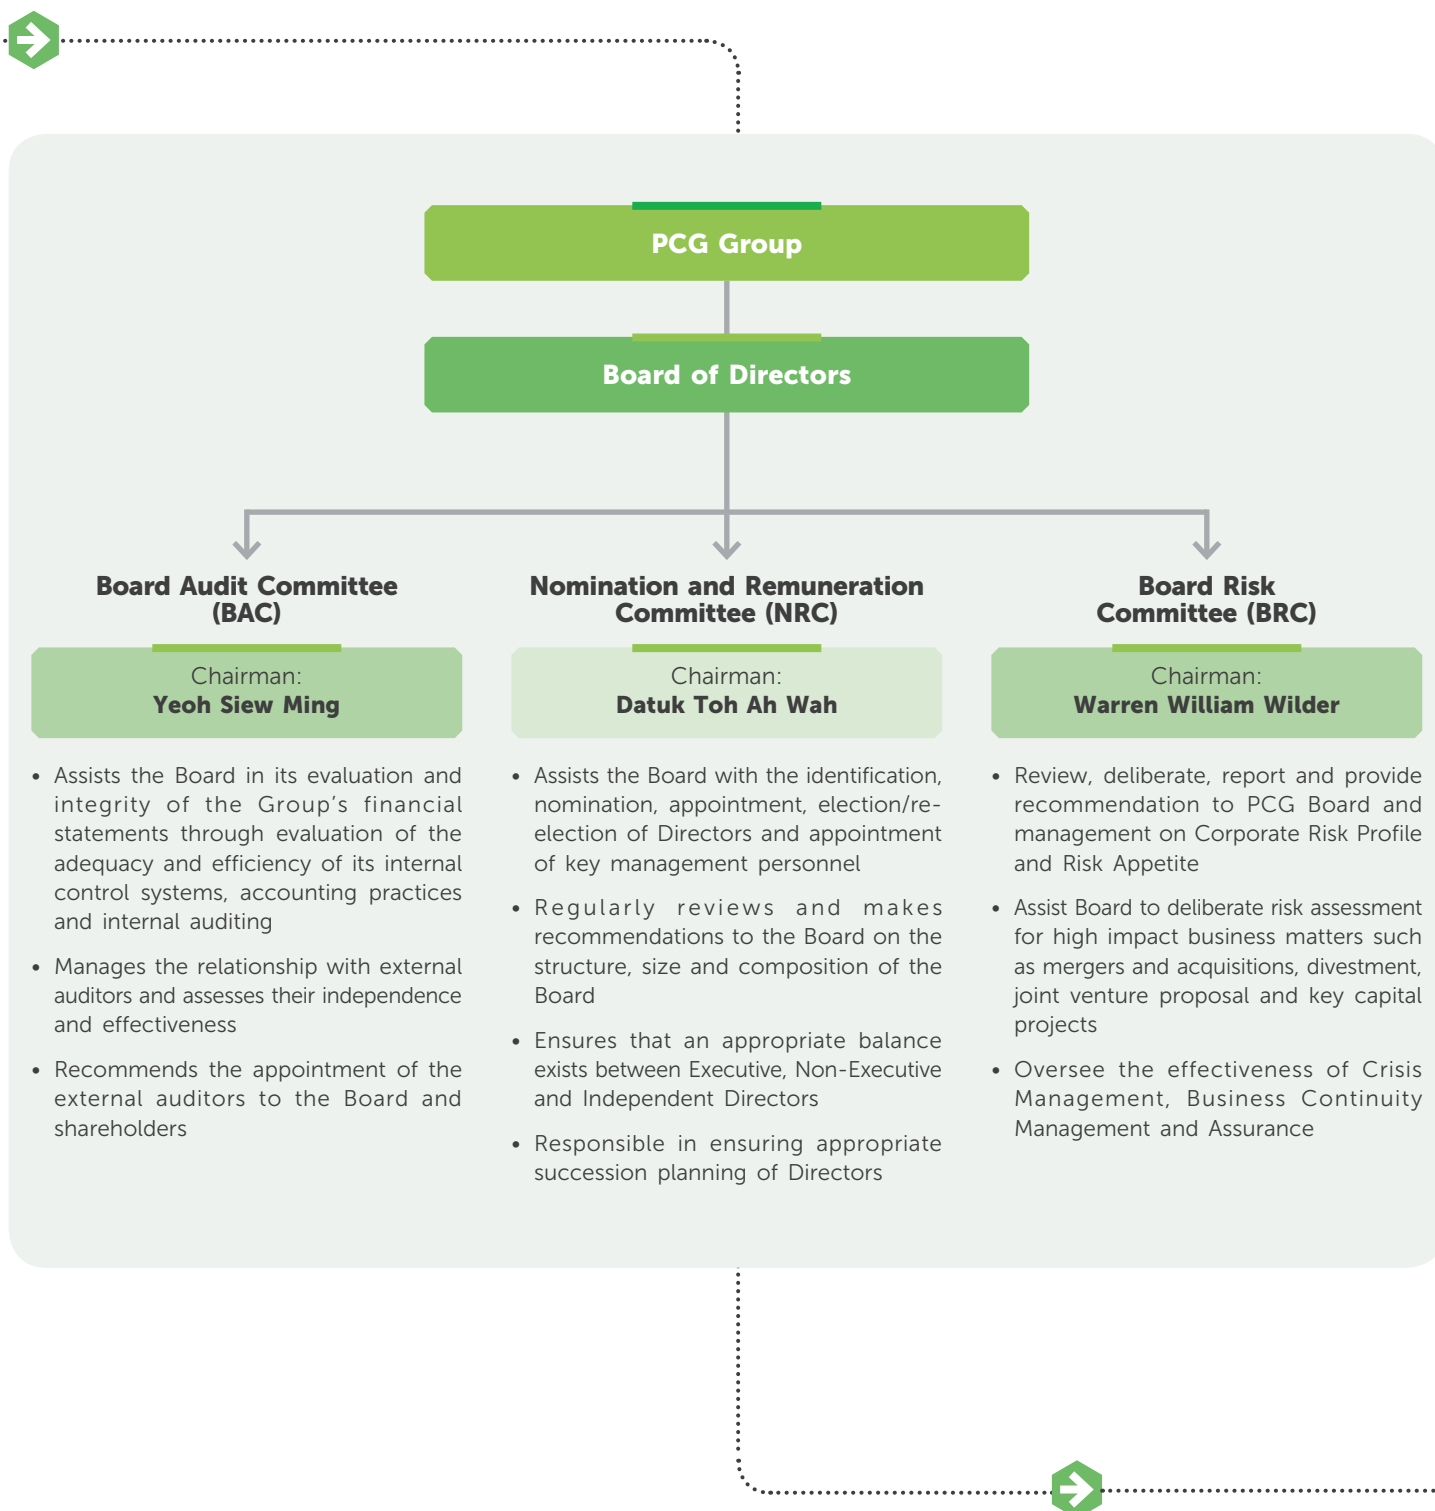 PCG Group
Board of Directors
Board Audit Committee
(BAC)
Chairman:
Yeoh Siew Ming
• Assists the Board in its evaluation and
integrity of the Group's financial
statements through evaluation of the
adequacy and efficiency of its internal
control systems, accounting practices
and internal auditing
• Manages the relationship with external
auditors and assesses their independence
and effectiveness
• Recommends the appointment of the
external auditors to the Board and
shareholders
Nomination and Remuneration
Committee (NRC)
Chairman:
Datuk Toh Ah Wah
• Assists the Board with the identification,
nomination, appointment, election/re-
election of Directors and appointment
of key management personnel
• Regularly reviews and makes
recommendations to the Board on the
structure, size and composition of the
Board
• Ensures that an appropriate balance
exists between Executive, Non-Executive
and Independent Directors
• Responsible in ensuring appropriate
succession planning of Directors
Board Risk
Committee (BRC)
Chairman:
Warren William Wilder
• Review, deliberate, report and provide
recommendation to PCG Board and
management on Corporate Risk Profile
and Risk Appetite
• Assist Board to deliberate risk assessment
for high impact business matters such
as mergers and acquisitions, divestment,
joint venture proposal and key capital
projects
• Oversee the effectiveness of Crisis
Management, Business Continuity
Management and Assurance